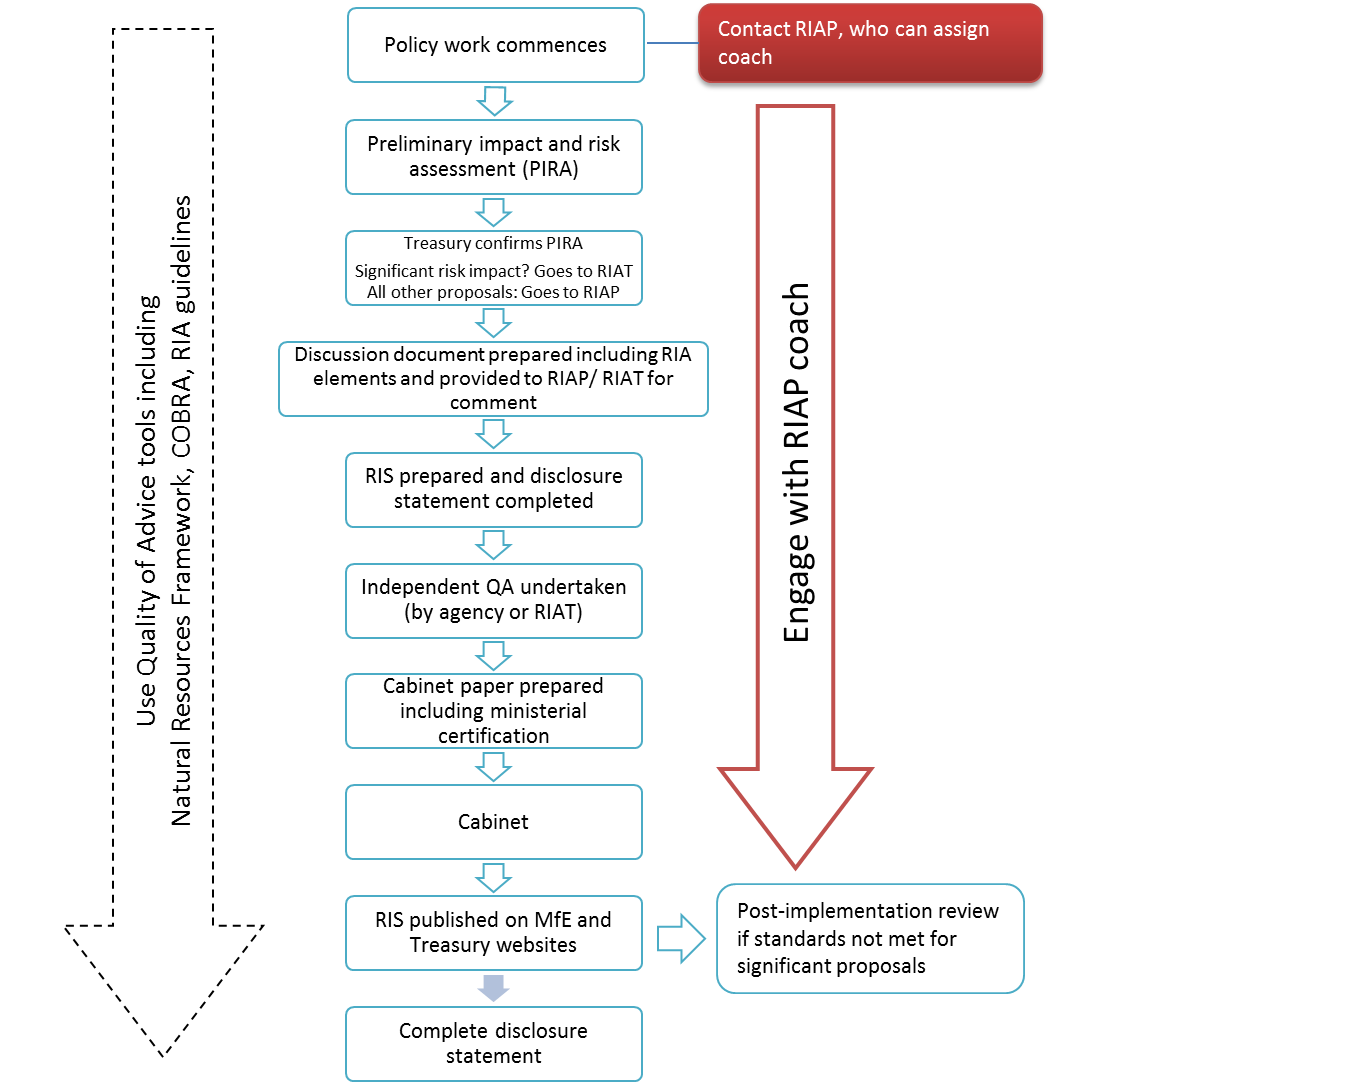 Policy work commences
Contact RIAP, who can assign
coach
Preliminary impact and risk
assessment (PIRA)
Treasury confirms PIRA
Significant risk impact? Goes to RIAT
All other proposals: Goes to RIAP
Discussion document prepared including RIA
elements and provided to RIAP/ RIAT for
comment
RIS prepared and disclosure
statement completed
Independent QA undertaken
(by agency or RIAT)
Cabinet paper prepared
including ministerial
certification
Cabinet
RIS published on MfE and
Treasury websites
Post-implementation review
if standards not met for
significant proposals
Complete disclosure
statement
Use Quality of Advice tools including
Natural Resources Framework, COBRA, RIA guidelines
Engage with RIAP coach